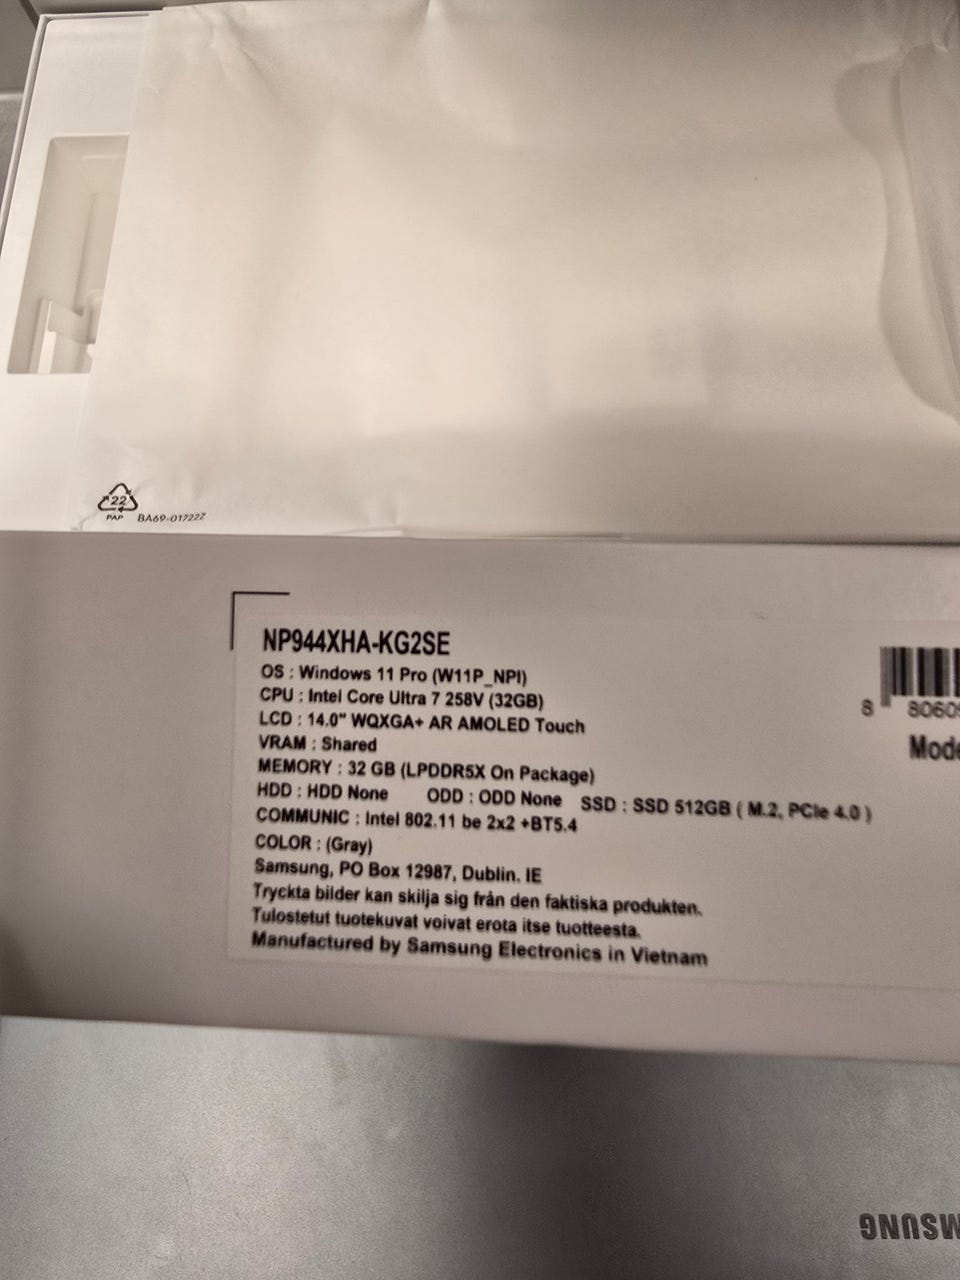 22
PAP BA69-01722Z
NP944XHA-KG2SE
OS : Windows 11 Pro (W11P_NPI)
CPU : Intel Core Ultra 7 258V (32GB)
LCD : 14.0" WQXGA+ AR AMOLED Touch
VRAM : Shared
MEMORY : 32 GB (LPDDR5X On Package)
HDD : HDD None ODD : ODD None SSD : SSD 512GB ( M.2, PCIe 4.0 )
COMMUNIC : Intel 802.11 be 2x2 +BT5.4
COLOR : (Gray)
Samsung, PO Box 12987, Dublin. IE
Tryckta bilder kan skilja sig från den faktiska produkten.
Tulostetut tuotekuvat voivat erota itse tuotteesta.
Manufactured by Samsung Electronics in Vietnam
8 8060
Mode
SAMSUNG